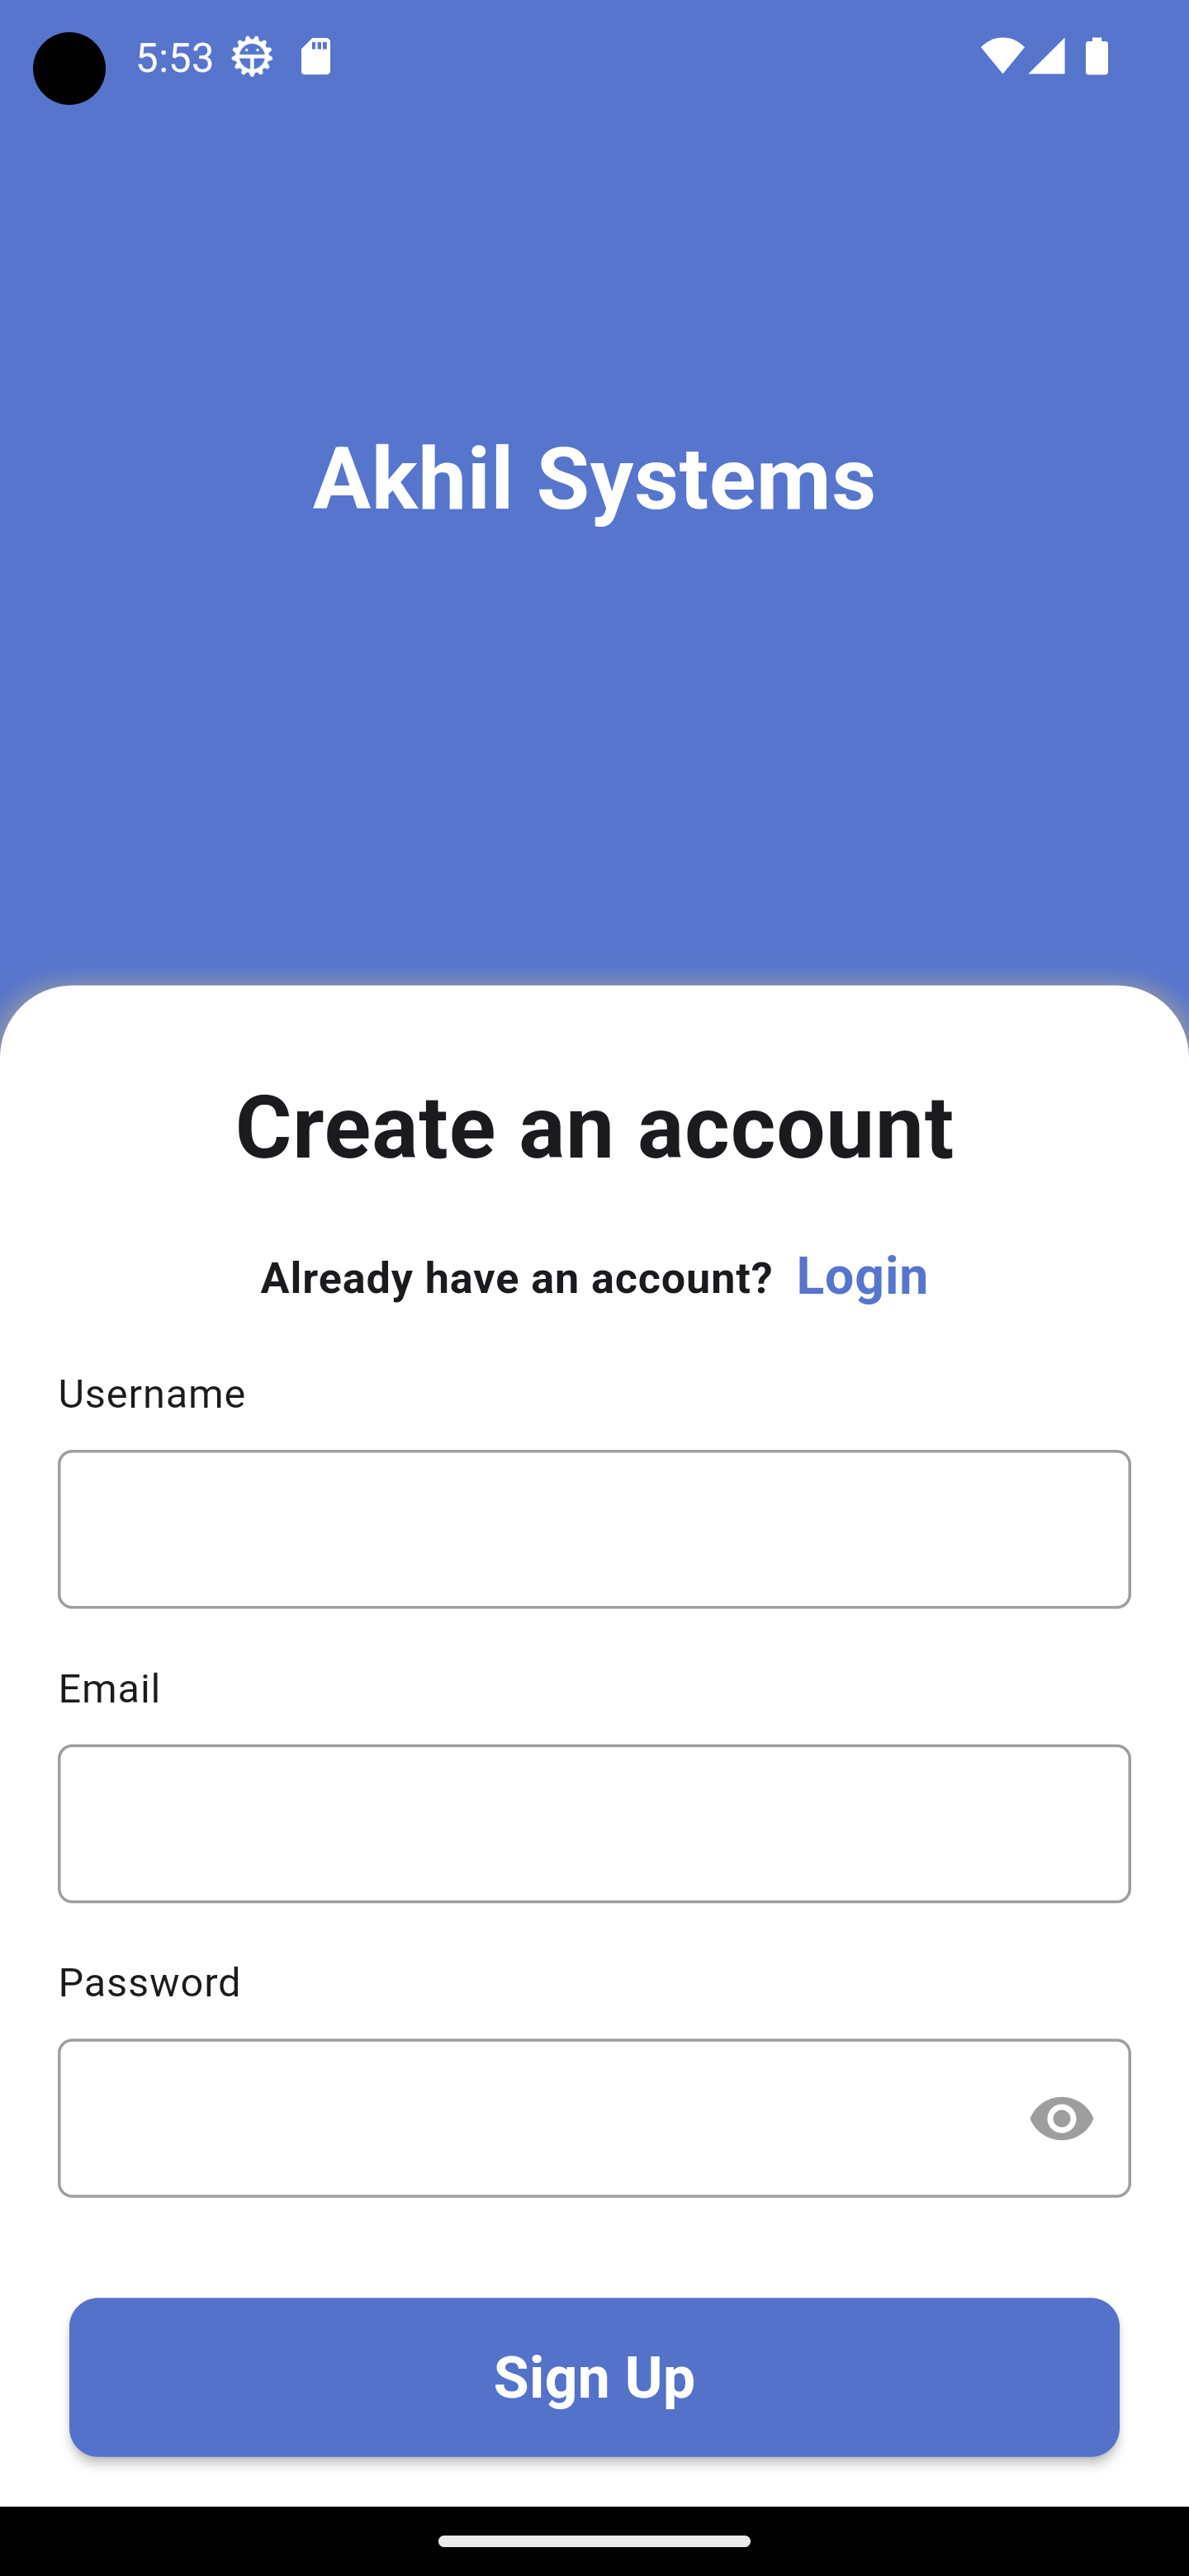 5:53
Akhil Systems
Create an account
Already have an account? Login
Username
Email
Password
Sign Up